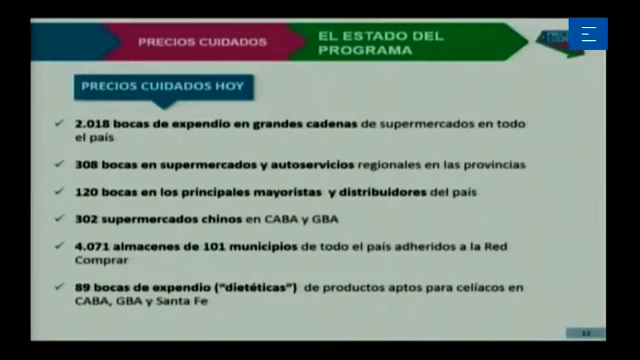 PRECIOS CUIDADOS
EL ESTADO DEL
PROGRAMA
PRECIOS CUIDADOS HOY
✓ 2.018 bocas de expendio en grandes cadenas de supermercados en todo
el país
✓ 308 bocas en supermercados y autoservicios regionales en las provincias
✓ 120 bocas en los principales mayoristas y distribuidores del país
✓ 302 supermercados chinos en CABA y GBA
✓ 4.071 almacenes de 101 municipios de todo el país adheridos a la Red
Comprar
✓ 89 bocas de expendio (“dietéticas”) de productos aptos para celíacos en
CABA, GBA y Santa Fe
12